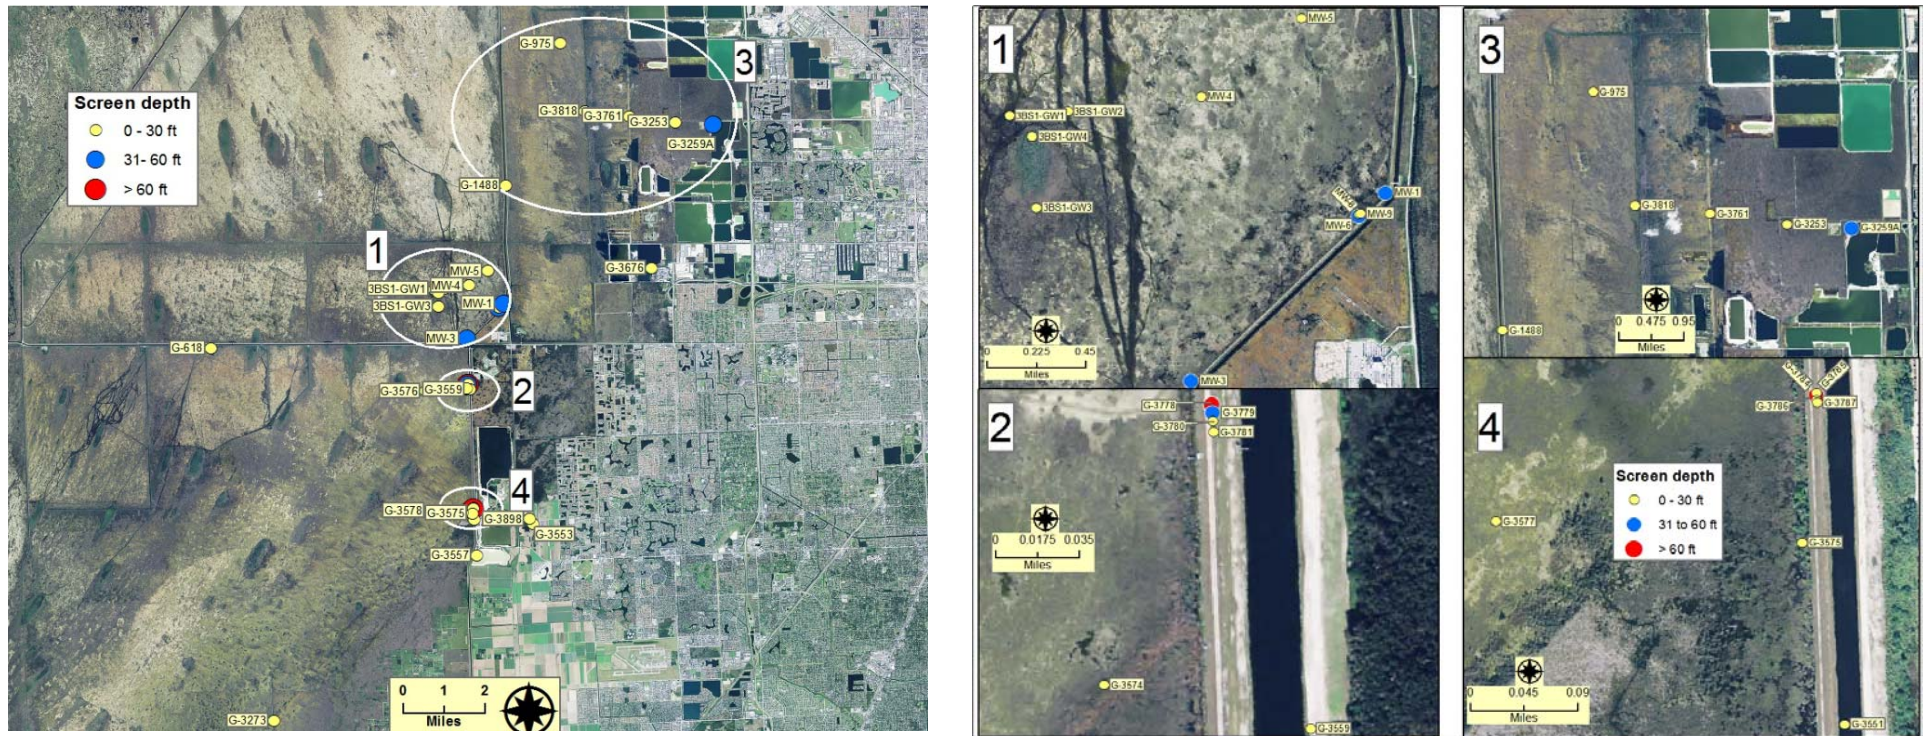 Screen depth
0 - 30 ft
31- 60 ft
> 60 ft
G-975
3
G-3818
G-3761
G-3253
G-3259A
G-1488
1
MW-5
G-3676
MW-4
3BS1-GW1
MW-1
3BS1-GW3
MW-3
G-618
G-3576
G-3559
2
4
G-3578
G-3575
G-3898
G-3553
G-3557
G-3273
0 1 2
Miles
1
MW-5
MW-4
3BS1-GW1
3BS1-GW2
3BS1-GW4
3BS1-GW3
MW-1
MW-9
MW-6
0 0.225 0.45
Miles
MW-3
2
G-3778
G-3779
G-3780
G-3781
0 0.0175 0.035
Miles
G-3574
G-3559
3
G-975
G-3818
G-3761
G-3253
G-3259A
0 0.475 0.95
Miles
G-1488
4
G-3786
G-3787
G-3577
Screen depth
0 - 30 ft
31 to 60 ft
> 60 ft
G-3575
0 0.045 0.09
Miles
G-3551